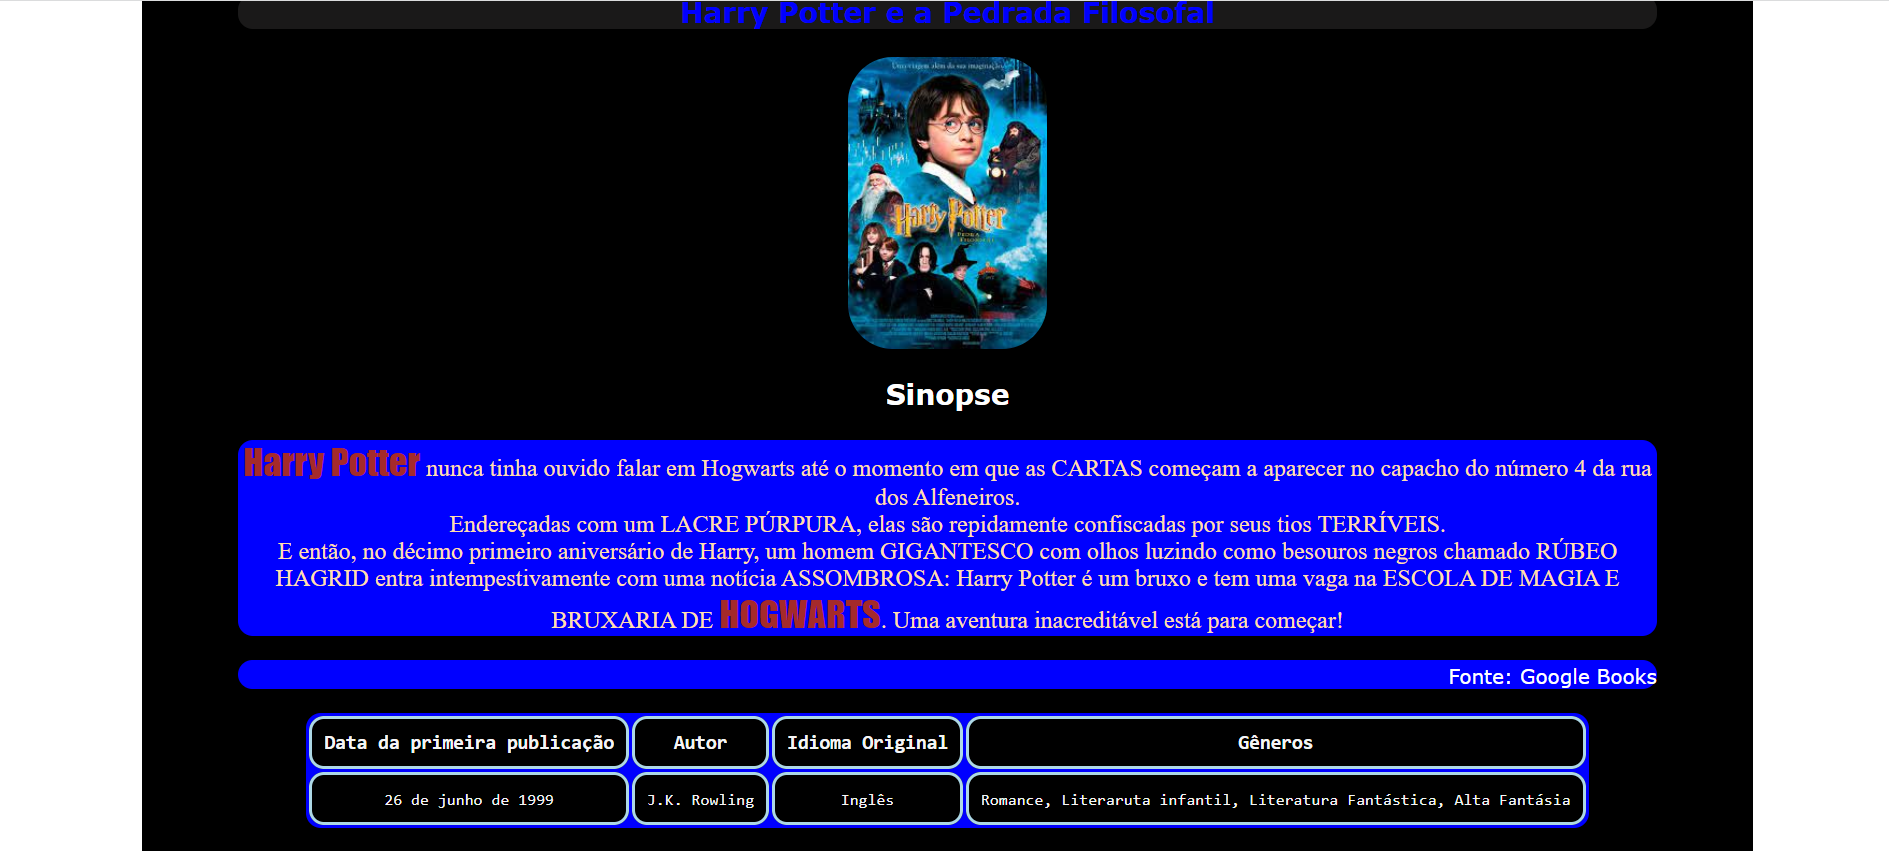 Harry Potter e a Pedrada Filosofal
Uma viagem além da sua imaginação
Harry Potter
Sinopse
Harry Potter nunca tinha ouvido falar em Hogwarts até o momento em que as CARTAS começam a aparecer no capacho do número 4 da rua
dos Alfeneiros.
Endereçadas com um LACRE PÚRPURA, elas são repidamente confiscadas por seus tios TERRÍVEIS.
E então, no décimo primeiro aniversário de Harry, um homem GIGANTESCO com olhos luzindo como besouros negros chamado RÚBEO
HAGRID entra intempestivamente com uma notícia ASSOMBROSA: Harry Potter é um bruxo e tem uma vaga na ESCOLA DE MAGIA E
BRUXARIA DE HOGWARTS. Uma aventura inacreditável está para começar!
Fonte: Google Books
Data da primeira publicação Autor Idioma Original Gêneros
26 de junho de 1999 J.K. Rowling Inglês Romance, Literaruta infantil, Literatura Fantástica, Alta Fantásia